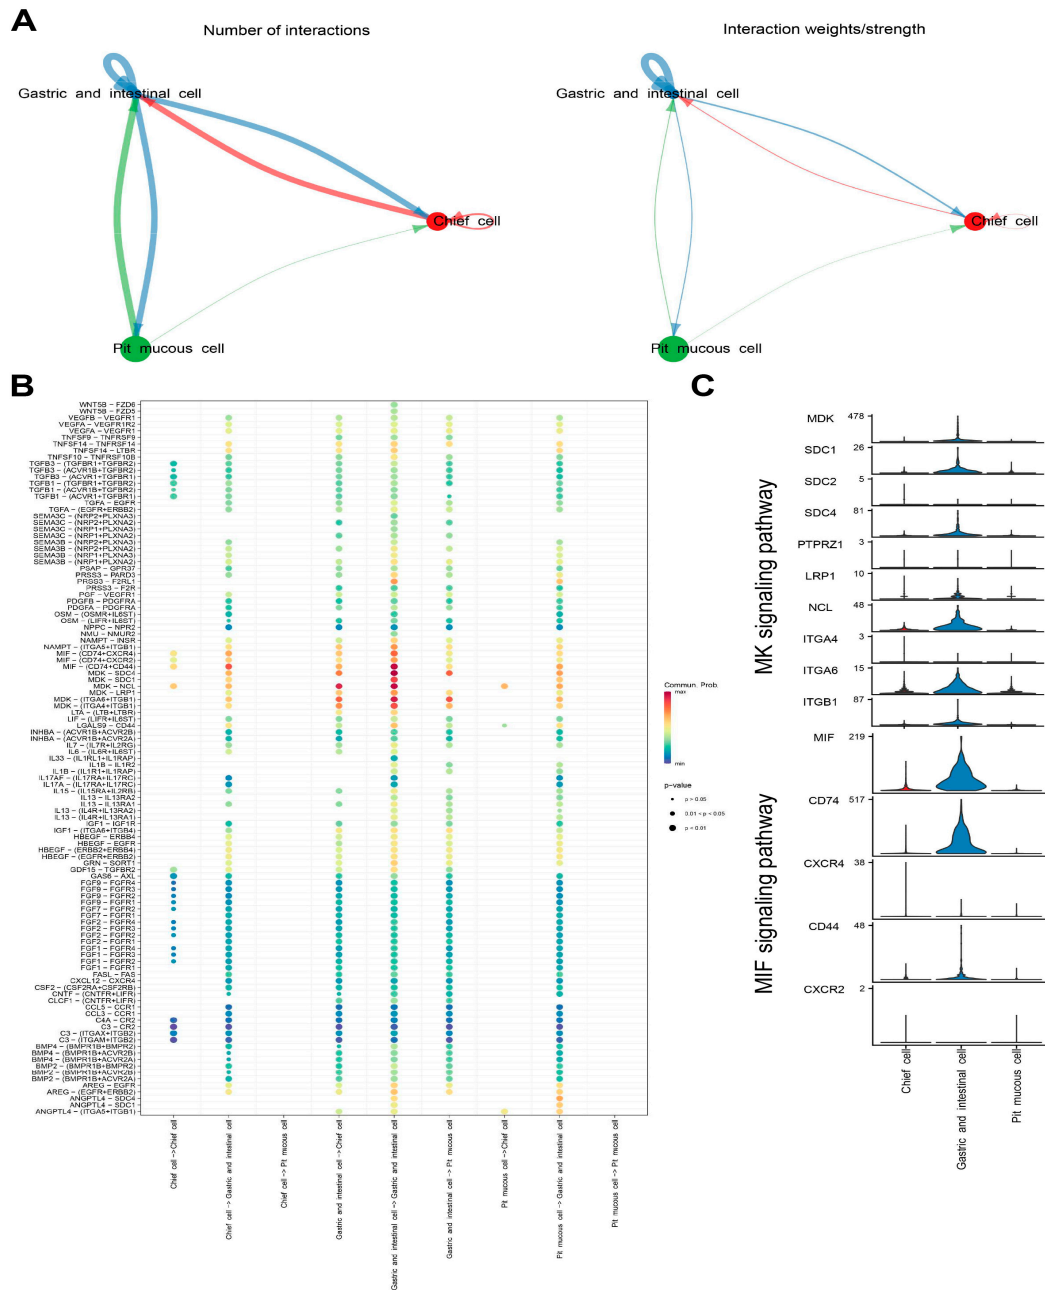 A
Number of interactions
Interaction weights/strength
Gastric and intestinal cell
Chief cell
Pit mucous cell
Gastric and intestinal cell
Chief cell
Pit mucous cell
B
WNT5B − FZD6
WNT5B − FZD5
VEGFB − VEGFR1
VEGFA − VEGFR1R2
VEGFA − VEGFR1
TNFSF9 − TNFRSF9
TNFSF14 − TNFRSF14
TNFSF14 − LTBR
TNFSF10 − TNFRSF10B
TGFB3 − (TGFBR1+TGFBR2)
TGFB3 − (ACVR1B+TGFBR2)
TGFB3 − (ACVR1+TGFBR1)
TGFB1 − (TGFBR1+TGFBR2)
TGFB1 − (ACVR1B+TGFBR2)
TGFB1 − (ACVR1+TGFBR1)
TGFA − EGFR
TGFA − (EGFR+ERBB2)
SEMA3C − (NRP2+PLXNA3)
SEMA3C − (NRP2+PLXNA2)
SEMA3C − (NRP1+PLXNA3)
SEMA3C − (NRP1+PLXNA2)
SEMA3B − (NRP2+PLXNA3)
SEMA3B − (NRP2+PLXNA2)
SEMA3B − (NRP1+PLXNA3)
SEMA3B − (NRP1+PLXNA2)
PSAP − GPR37
PRSS3 − PARD3
PRSS3 − F2RL1
PRSS3 − F2R
PGF − VEGFR1
PDGFB − PDGFRA
PDGFA − PDGFRA
OSM − (OSMR+IL6ST)
OSM − (LIFR+IL6ST)
NPPC − NPR2
NMU − NMUR2
NAMPT − INSR
NAMPT − (ITGA5+ITGB1)
MIF − (CD74+CXCR4)
MIF − (CD74+CXCR2)
MIF − (CD74+CD44)
MDK − SDC4
MDK − SDC1
MDK − NCL
MDK − LRP1
MDK − (ITGA6+ITGB1)
MDK − (ITGA4+ITGB1)
LTA − (LTB+LTBR)
LIF − (LIFR+IL6ST)
LGALS9 − CD44
INHBA − (ACVR1B+ACVR2B)
INHBA − (ACVR1B+ACVR2A)
IL7 − (IL7R+IL2RG)
IL6 − (IL6R+IL6ST)
IL33 − (IL1RL1+IL1RAP)
IL1B − IL1R2
IL1B − (IL1R1+IL1RAP)
IL17AF − (IL17RA+IL17RC)
IL17A − (IL17RA+IL17RC)
IL15 − (IL15RA+IL2RB)
IL13 − IL13RA2
IL13 − IL13RA1
IL13 − (IL4R+IL13RA2)
IL13 − (IL4R+IL13RA1)
IGF1 − IGF1R
IGF1 − (ITGA6+ITGB4)
HBEGF − ERBB4
HBEGF − EGFR
HBEGF − (ERBB2+ERBB4)
HBEGF − (EGFR+ERBB2)
GRN − SORT1
GDF15 − TGFBR2
GAS6 − AXL
FGF9 − FGFR4
FGF9 − FGFR3
FGF9 − FGFR2
FGF9 − FGFR1
FGF7 − FGFR2
FGF7 − FGFR1
FGF2 − FGFR4
FGF2 − FGFR3
FGF2 − FGFR2
FGF2 − FGFR1
FGF1 − FGFR4
FGF1 − FGFR3
FGF1 − FGFR2
FGF1 − FGFR1
FASL − FAS
CXCL12 − CXCR4
CSF2 − (CSF2RA+CSF2RB)
CNTF − (CNTFR+LIFR)
CLCF1 − (CNTFR+LIFR)
CCL5 − CCR1
CCL3 − CCR1
C4A − CR2
C3 − CR2
C3 − (ITGAX+ITGB2)
C3 − (ITGAM+ITGB2)
BMP4 − (BMPR1B+BMPR2)
BMP4 − (BMPR1B+ACVR2B)
BMP4 − (BMPR1B+ACVR2A)
BMP2 − (BMPR1B+BMPR2)
BMP2 − (BMPR1B+ACVR2B)
BMP2 − (BMPR1B+ACVR2A)
AREG − EGFR
AREG − (EGFR+ERBB2)
ANGPTL4 − SDC4
ANGPTL4 − SDC1
ANGPTL4 − (ITGA5+ITGB1)
Chief cell −> Chief cell
Chief cell −> Gastric and intestinal cell
Chief cell −> Pit mucous cell
Gastric and intestinal cell −> Chief cell
Gastric and intestinal cell −> Gastric and intestinal cell
Gastric and intestinal cell −> Pit mucous cell
Pit mucous cell −> Chief cell
Pit mucous cell −> Gastric and intestinal cell
Pit mucous cell −> Pit mucous cell
Commun. Prob.
max
min
p−value
p > 0.05
0.01 < p < 0.05
p < 0.01
C
MK signaling pathway
MDK 478
SDC1 26
SDC2 5
SDC4 81
PTPRZ1 3
LRP1 10
NCL 48
ITGA4 3
ITGA6 15
ITGB1 87
MIF signaling pathway
MIF 219
CD74 517
CXCR4 38
CD44 48
CXCR2 2
Chief cell
Gastric and intestinal cell
Pit mucous cell